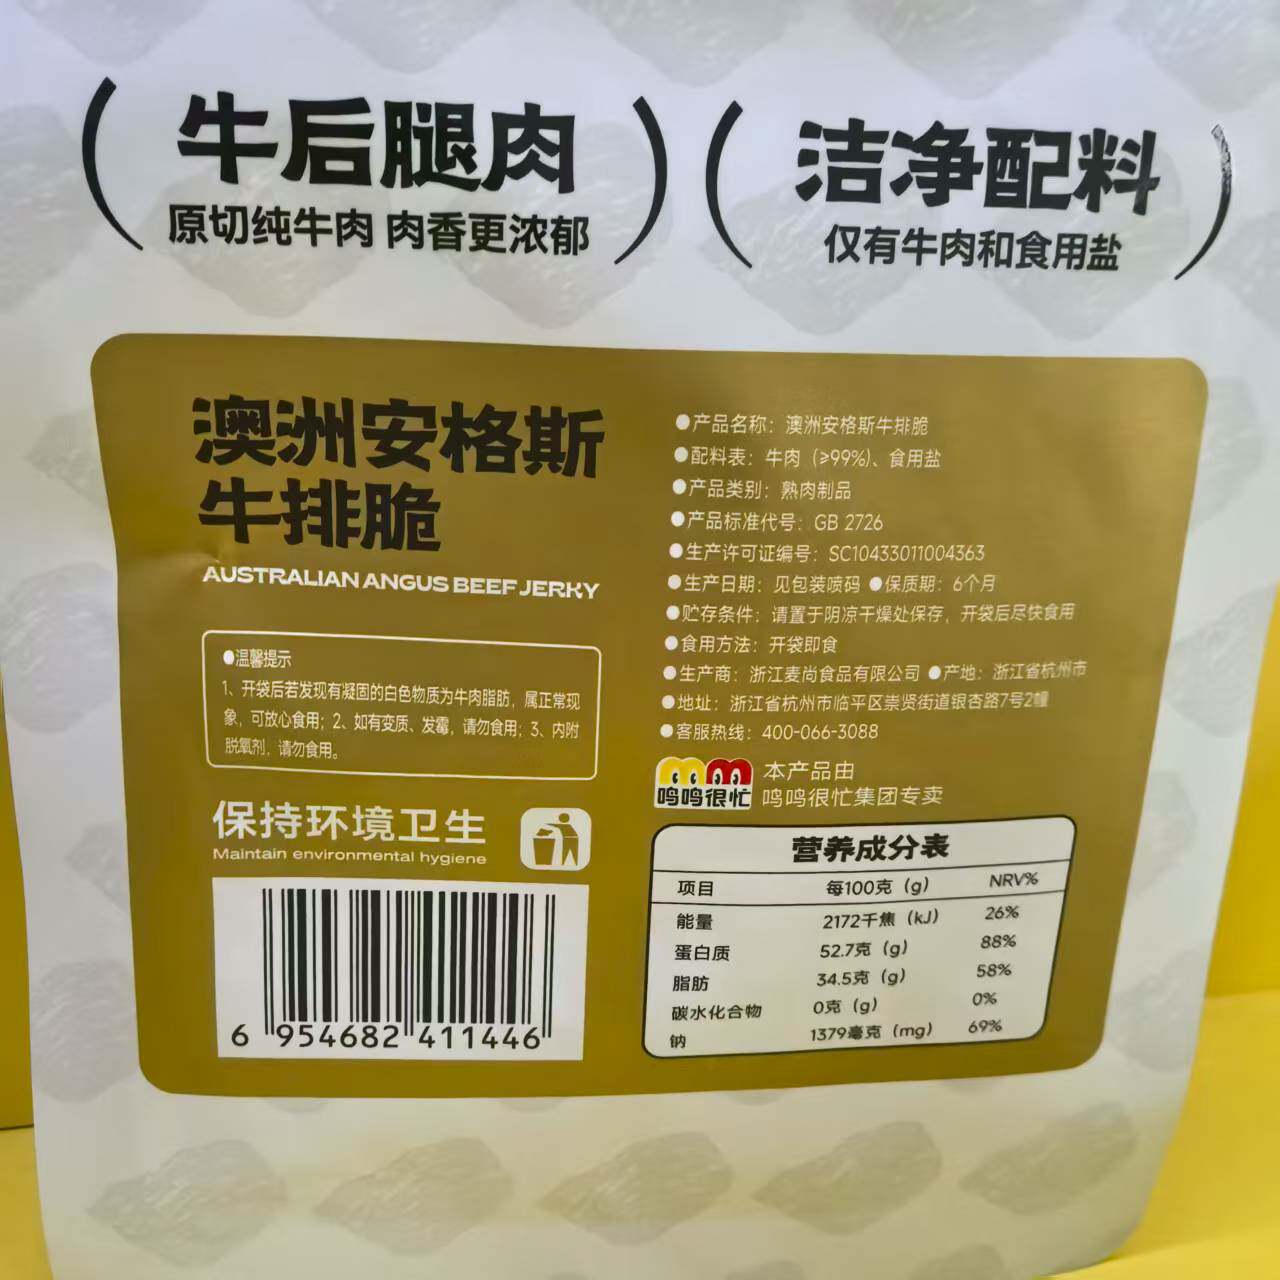 牛后腿肉
原切纯牛肉 肉香更浓郁
洁净配料
仅有牛肉和食用盐
澳洲安格斯
牛排脆
AUSTRALIAN ANGUS BEEF JERKY
●温馨提示
1、开袋后若发现有凝固的白色物质为牛肉脂肪，属正常现
象，可放心食用；2、如有变质、发霉，请勿食用；3、内附
脱氧剂，请勿食用。
保持环境卫生
Maintain environmental hygiene
6 954682 411446
●产品名称：澳洲安格斯牛排脆
●配料表：牛肉（≥99%）、食用盐
●产品类别：熟肉制品
●产品标准代号：GB 2726
●生产许可证编号：SC10433011004363
●生产日期：见包装喷码 ●保质期：6个月
●贮存条件：请置于阴凉干燥处保存，开袋后尽快食用
●食用方法：开袋即食
●生产商：浙江麦尚食品有限公司 ●产地：浙江省杭州市
●地址：浙江省杭州市临平区崇贤街道银杏路7号2幢
●客服热线：400-066-3088
鸣鸣很忙
本产品由
鸣鸣很忙集团专卖
营养成分表
项目 每100克（g） NRV%
能量 2172千焦（kJ） 26%
蛋白质 52.7克（g） 88%
脂肪 34.5克（g） 58%
碳水化合物 0克（g） 0%
钠 1379毫克（mg） 69%